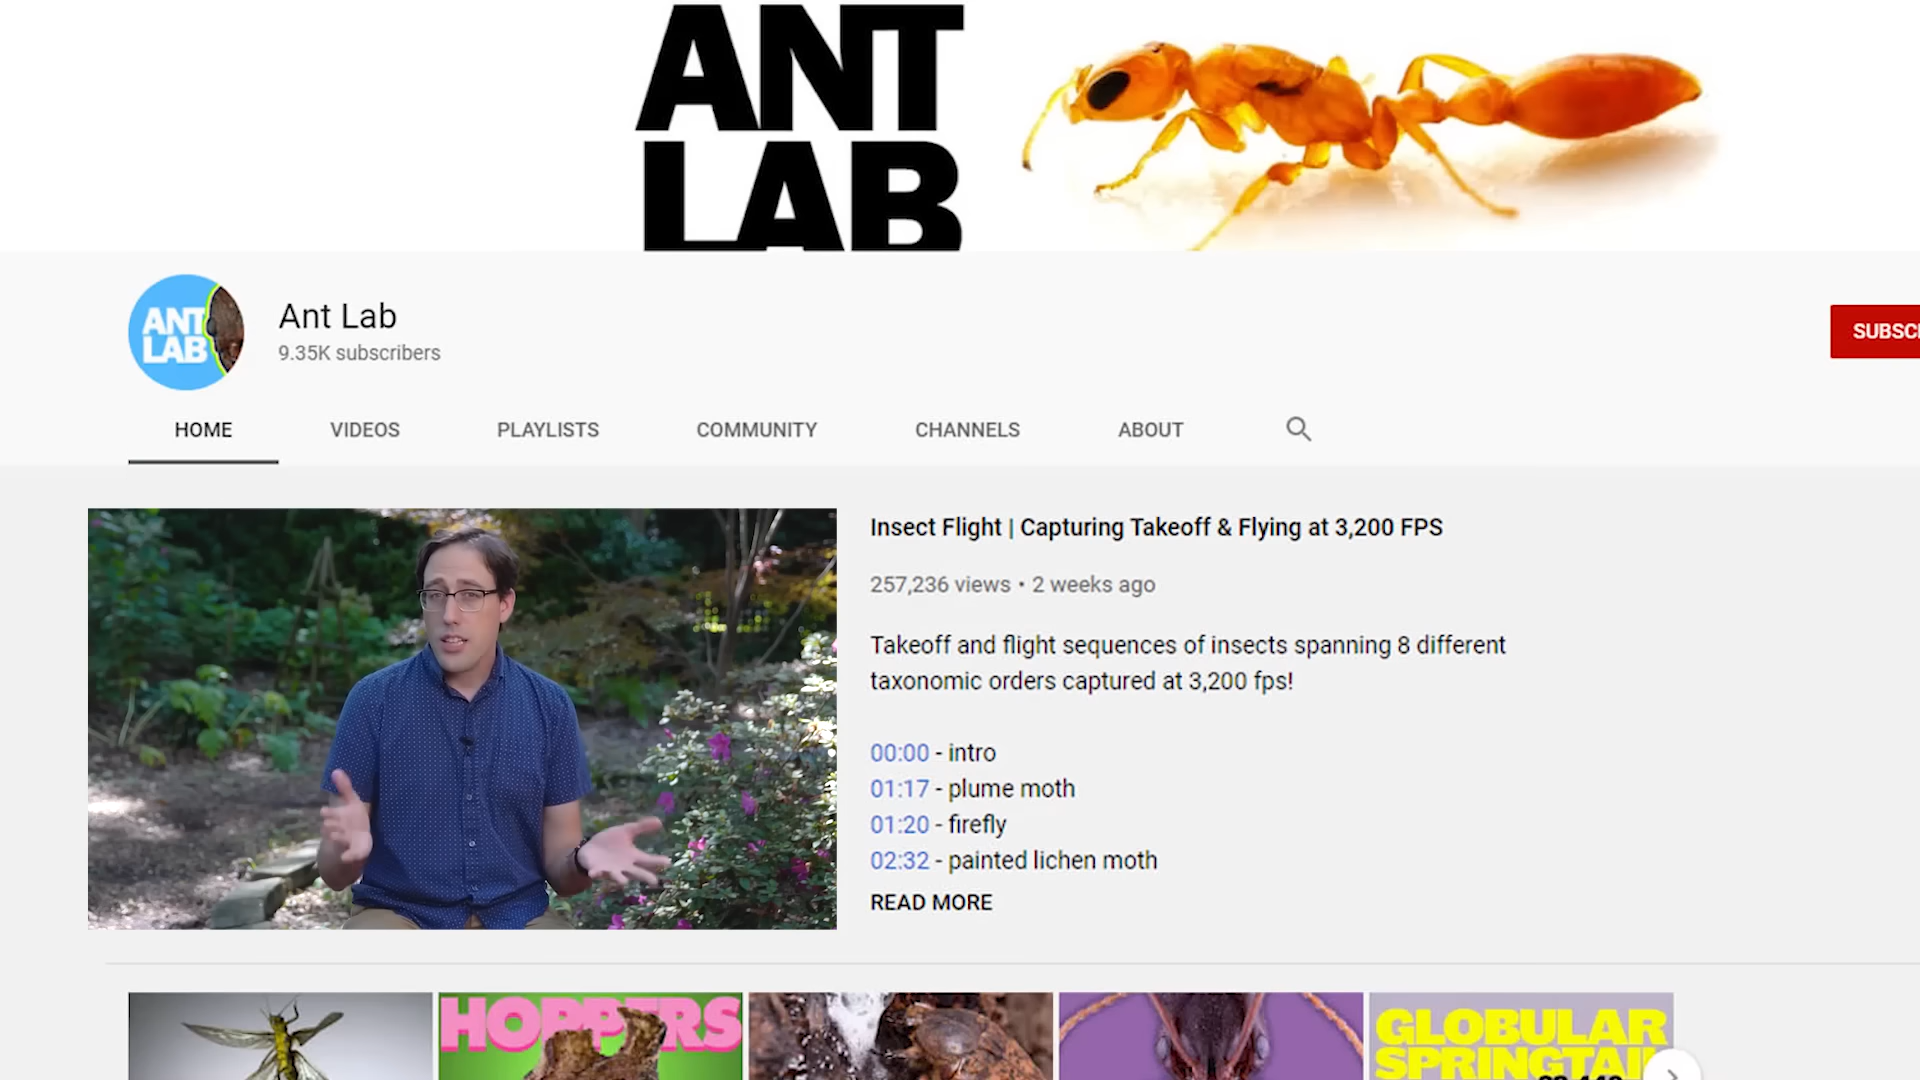 ANT
LAB
ANT
LAB
Ant Lab
9.35K subscribers
HOME
VIDEOS
PLAYLISTS
COMMUNITY
CHANNELS
ABOUT
Insect Flight | Capturing Takeoff & Flying at 3,200 FPS
257,236 views • 2 weeks ago
Takeoff and flight sequences of insects spanning 8 different
taxonomic orders captured at 3,200 fps!
00:00 - intro
01:17 - plume moth
01:20 - firefly
02:32 - painted lichen moth
READ MORE
HOPPERS
GLOBULAR